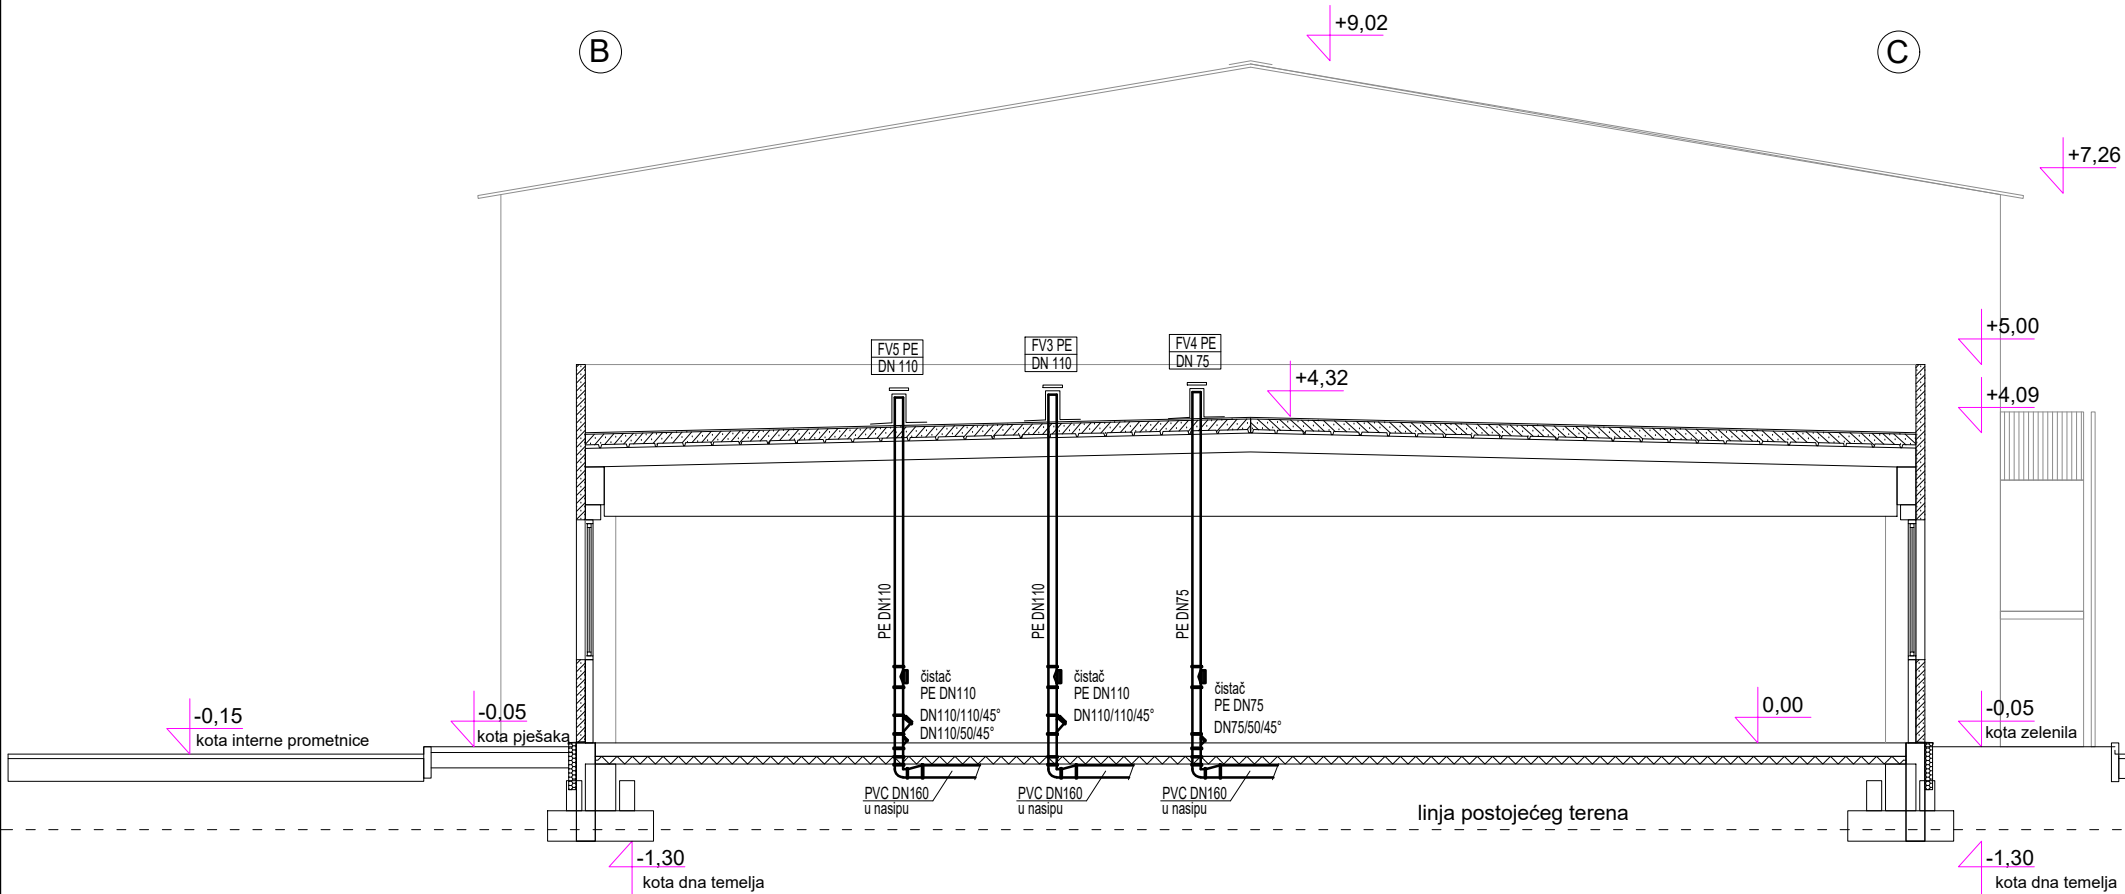 +9,02
B
C
+7,26
+5,00
FV5 PE
DN 110
FV3 PE
DN 110
FV4 PE
DN 75
+4,32
+4,09
PE DN110
PE DN110
PE DN75
čistač
PE DN110
DN110/110/45°
DN110/50/45°
čistač
PE DN110
DN110/110/45°
čistač
PE DN75
DN75/50/45°
-0,15
kota interne prometnice
-0,05
kota pješaka
0,00
-0,05
kota zelenila
PVC DN160
u nasipu
PVC DN160
u nasipu
PVC DN160
u nasipu
linja postojećeg terena
-1,30
kota dna temelja
-1,30
kota dna temelja